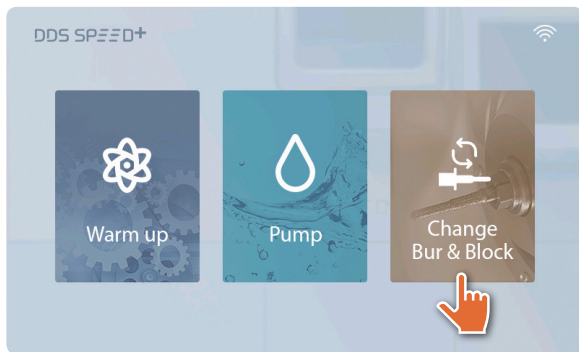 DDS SPEED+
Warm up
Pump
Change
Bur & Block